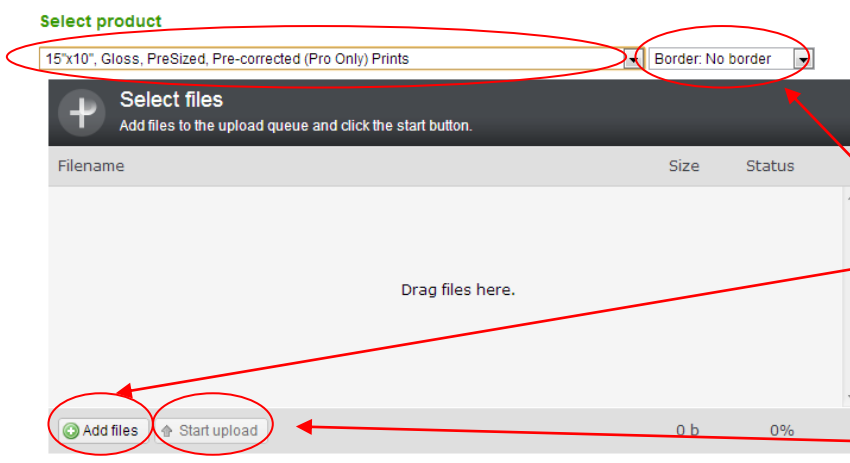 Select product
15"x10", Gloss, PreSized, Pre-corrected (Pro Only) Prints Border: No border
Select files
Add files to the upload queue and click the start button.
Filename Size Status
Drag files here.
Add files Start upload 0 b 0%